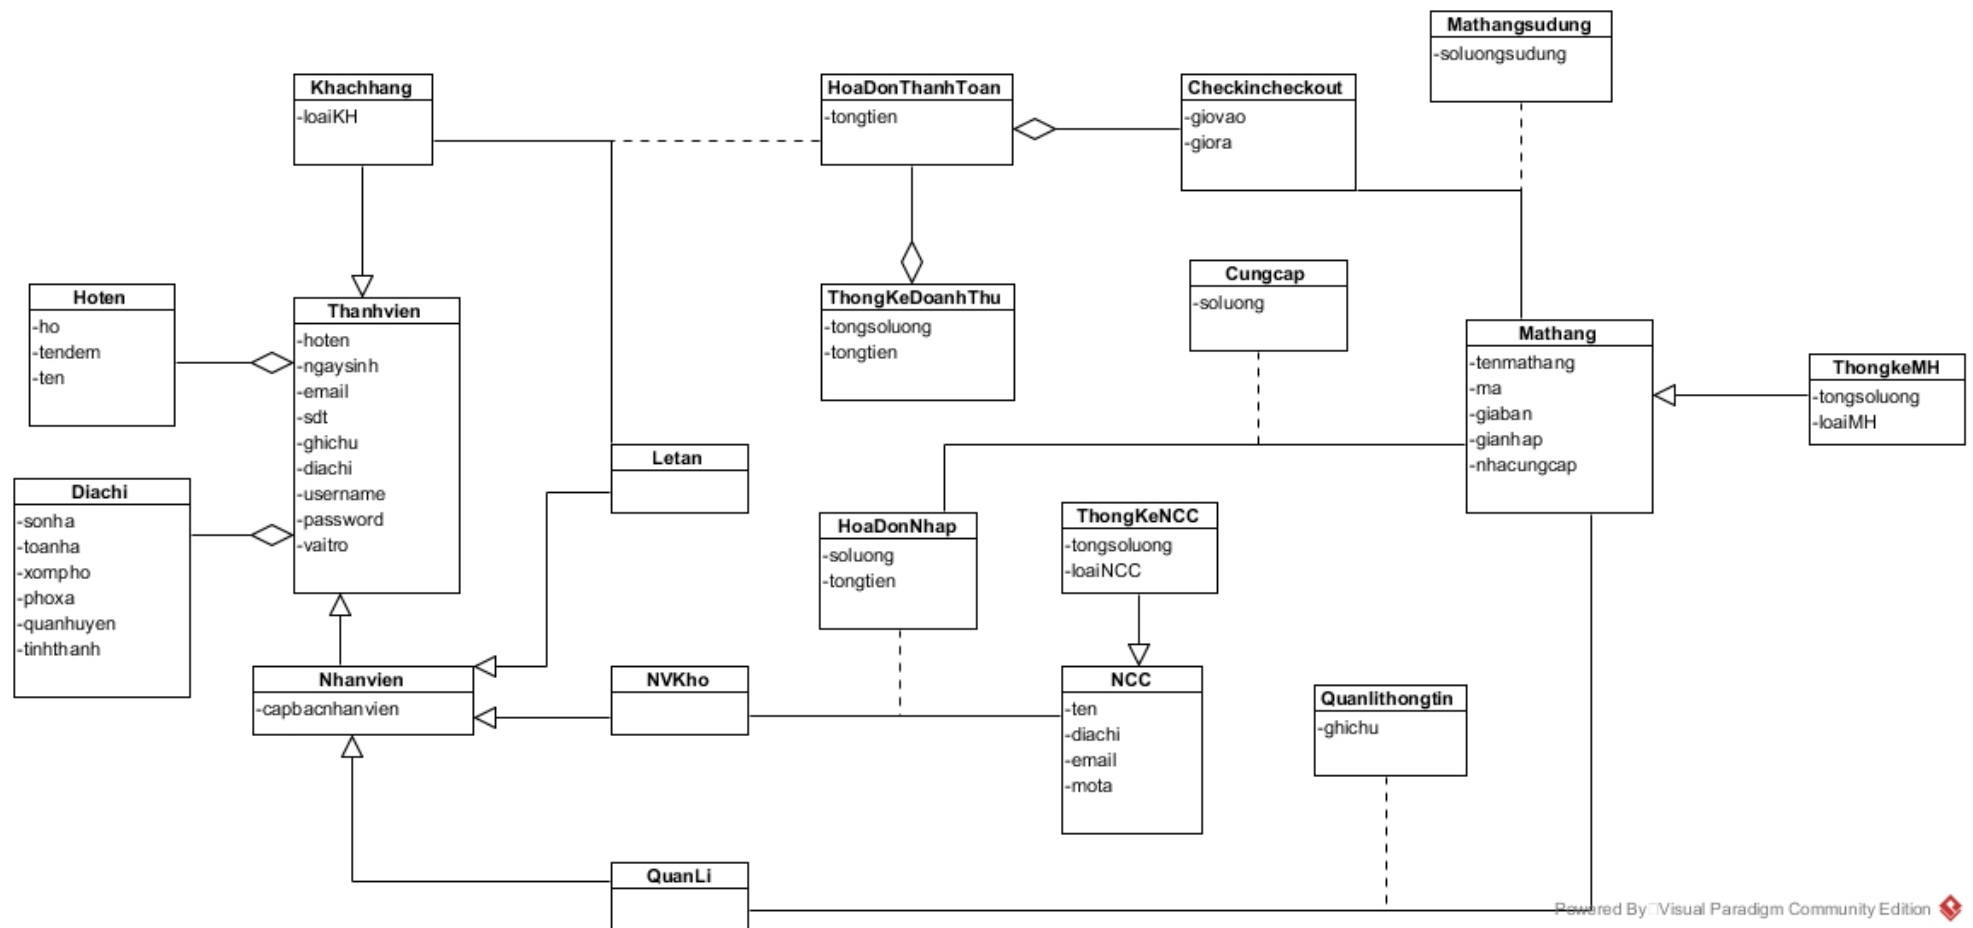 Mathangsudung
-soluongsudung
Khachhang
-loaiKH
HoaDonThanhToan
-tongtien
Checkincheckout
-giovao
-giora
Hoten
-ho
-tendem
-ten
Thanhvien
-hoten
-ngaysinh
-email
-sdt
-ghichu
-diachi
-username
-password
-vaitro
ThongKeDoanhThu
-tongsoluong
-tongtien
Cungcap
-soluong
Mathang
-tenmathang
-ma
-giaban
-gianhap
-nhacungcap
ThongkeMH
-tongsoluong
-loaiMH
Diachi
-sonha
-toanha
-xompho
-phoxa
-quanhuyen
-tinhthanh
Letan
HoaDonNhap
-soluong
-tongtien
ThongKeNCC
-tongsoluong
-loaiNCC
Nhanvien
-capbacnhanvien
NVKho
NCC
-ten
-diachi
-email
-mota
Quanlithongtin
-ghichu
QuanLi
Powered By Visual Paradigm Community Edition